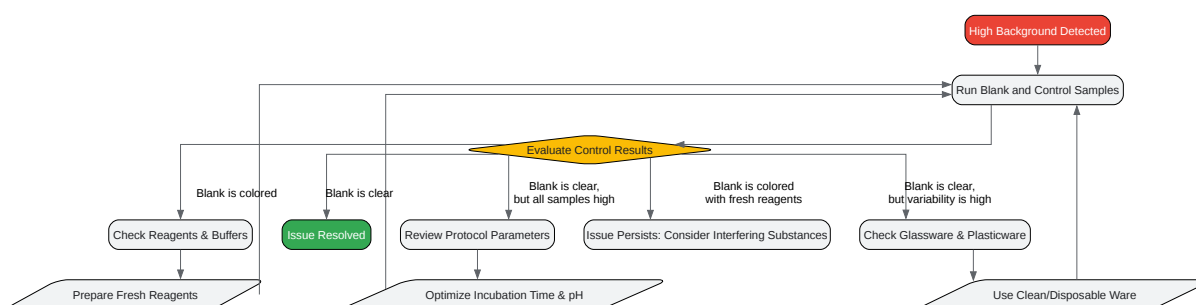 High Background Detected
Run Blank and Control Samples
Evaluate Control Results
Blank is colored
Blank is clear
Blank is clear,
but all samples high
Blank is colored
with fresh reagents
Blank is clear,
but variability is high
Check Reagents & Buffers
Issue Resolved
Review Protocol Parameters
Issue Persists: Consider Interfering Substances
Check Glassware & Plasticware
Prepare Fresh Reagents
Optimize Incubation Time & pH
Use Clean/Disposable Ware